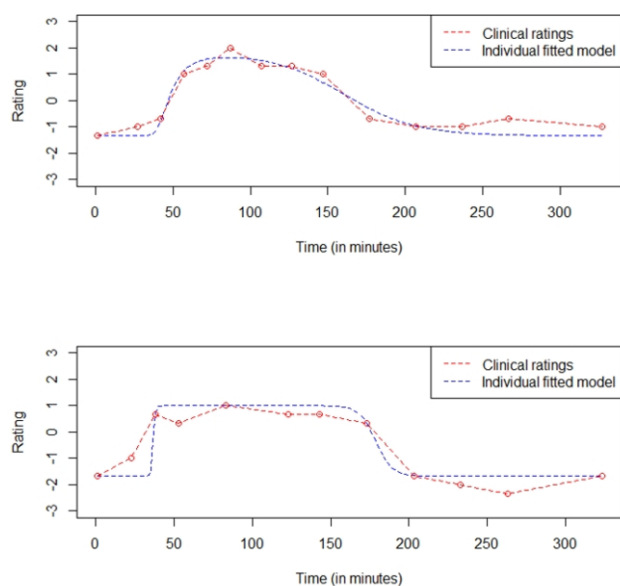 Rating
3
2
1
0
-1
-2
-3
Clinical ratings
Individual fitted model
0 50 100 150 200 250 300
Time (in minutes)
Rating
3
2
1
0
-1
-2
-3
Clinical ratings
Individual fitted model
0 50 100 150 200 250 300
Time (in minutes)